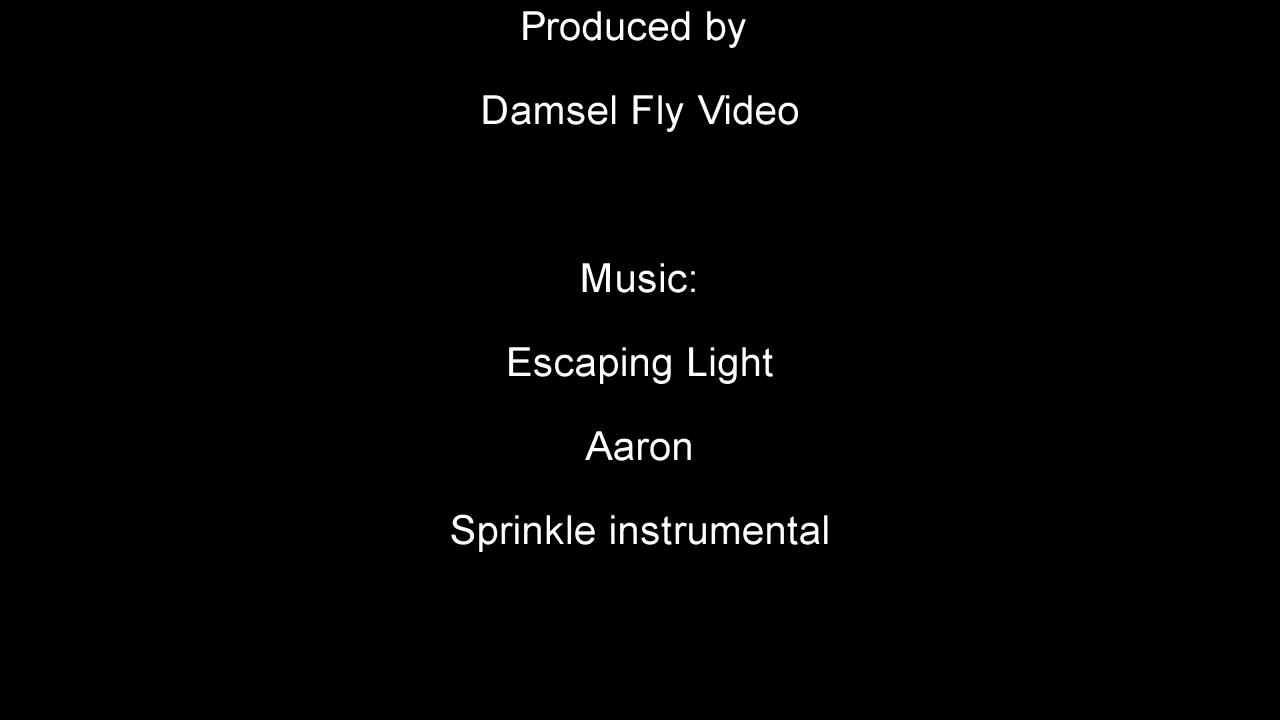 Produced by
Damsel Fly Video
Music:
Escaping Light
Aaron
Sprinkle instrumental